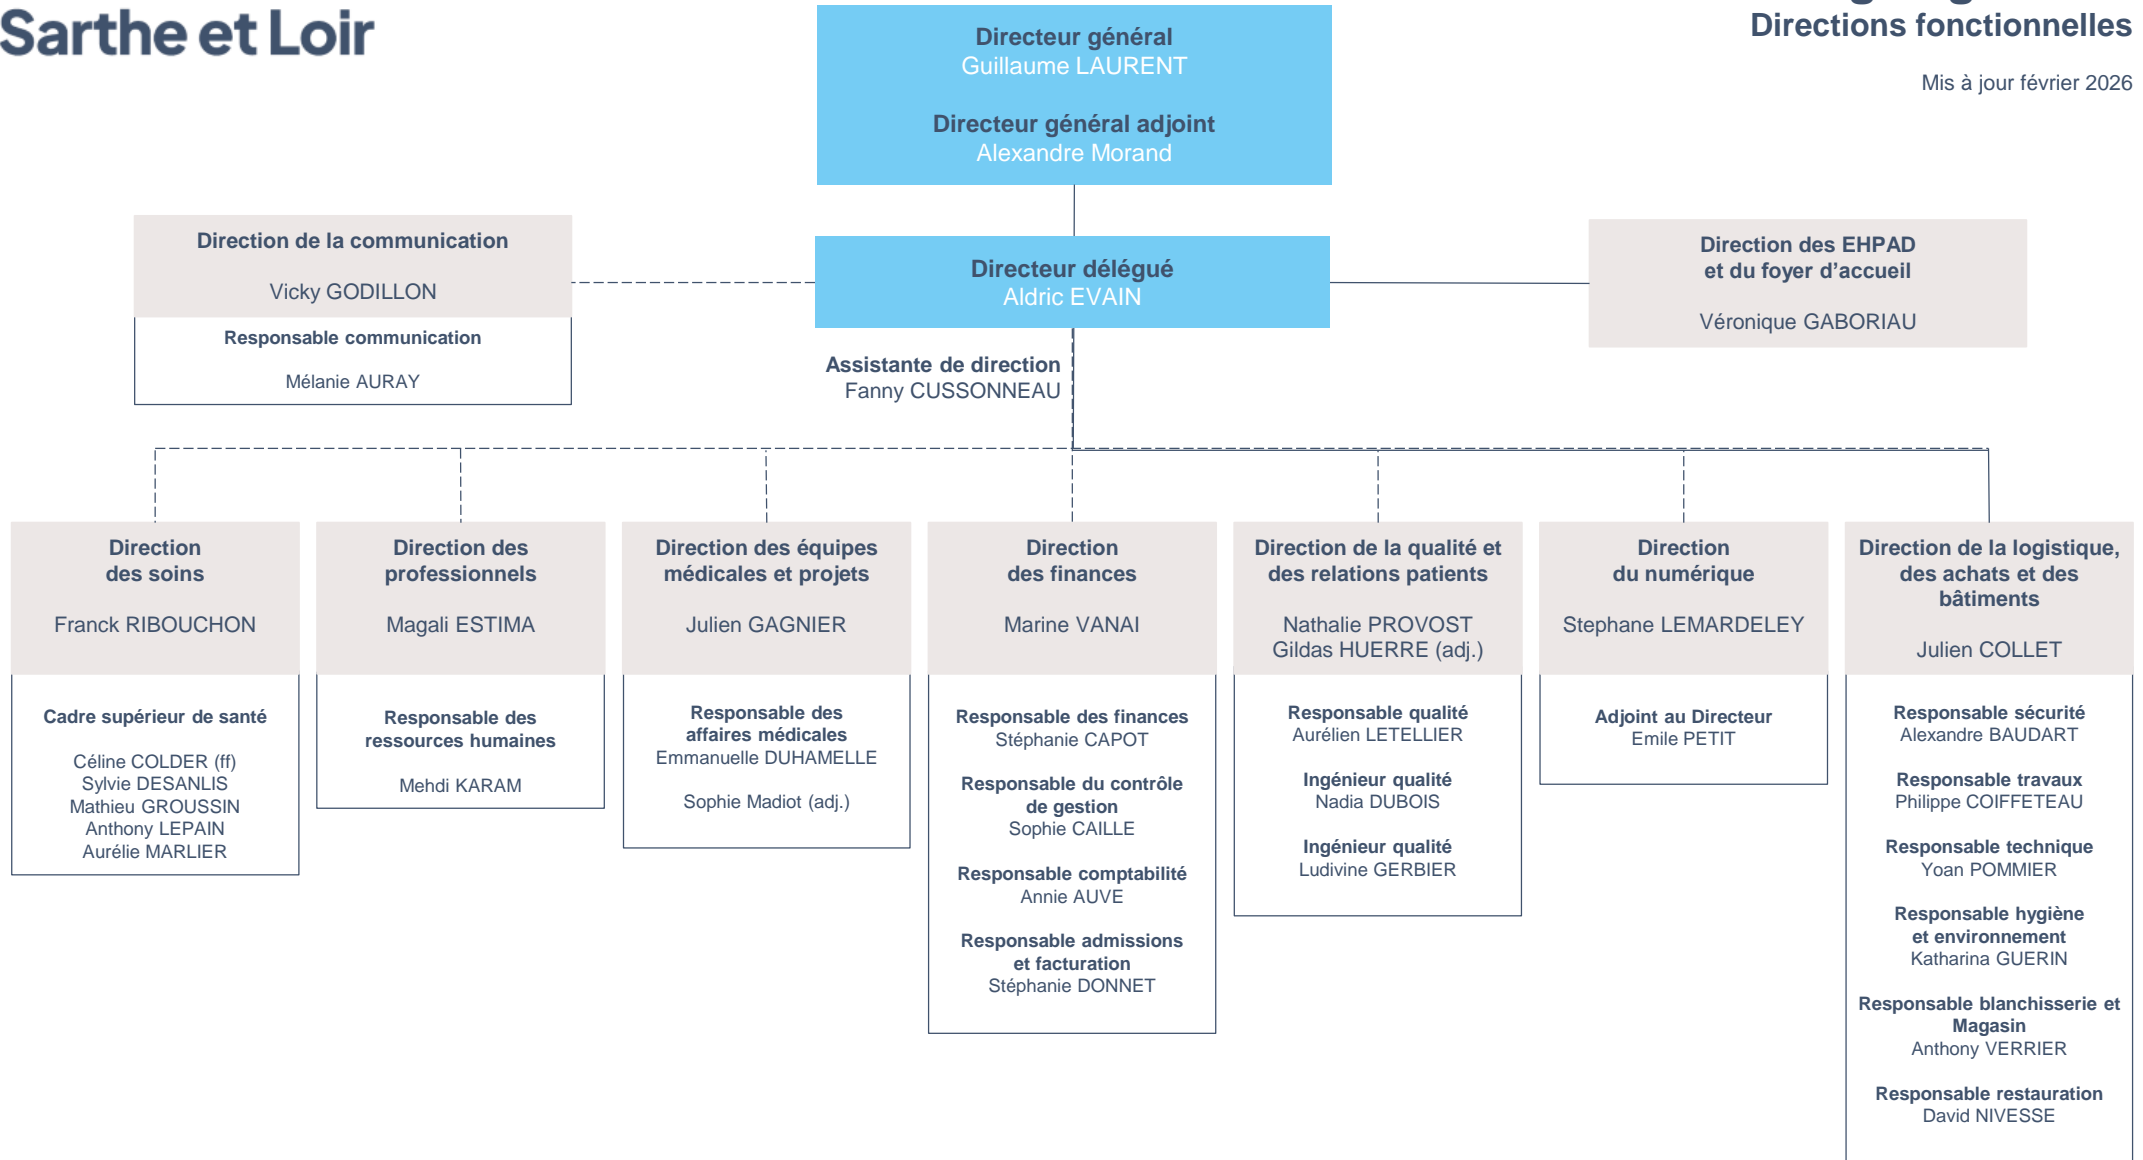 Sarthe et Loir
Directions fonctionnelles
Mis à jour février 2026
Directeur général
Guillaume LAURENT
Directeur général adjoint
Alexandre Morand
Direction de la communication
Vicky GODILLON
Responsable communication
Mélanie AURAY
Directeur délégué
Aldric EVAIN
Direction des EHPAD
et du foyer d’accueil
Véronique GABORIAU
Assistante de direction
Fanny CUSSONNEAU
Direction
des soins
Franck RIBOUCHON
Cadre supérieur de santé
Céline COLDER (ff)
Sylvie DESANLIS
Mathieu GROUSSIN
Anthony LEPAIN
Aurélie MARLIER
Direction des
professionnels
Magali ESTIMA
Responsable des
ressources humaines
Mehdi KARAM
Direction des équipes
médicales et projets
Julien GAGNIER
Responsable des
affaires médicales
Emmanuelle DUHAMELLE
Sophie Madiot (adj.)
Direction
des finances
Marine VANAI
Responsable des finances
Stéphanie CAPOT
Responsable du contrôle
de gestion
Sophie CAILLE
Responsable comptabilité
Annie AUVE
Responsable admissions
et facturation
Stéphanie DONNET
Direction de la qualité et
des relations patients
Nathalie PROVOST
Gildas HUERRE (adj.)
Responsable qualité
Aurélien LETELLIER
Ingénieur qualité
Nadia DUBOIS
Ingénieur qualité
Ludivine GERBIER
Direction
du numérique
Stephane LEMARDELEY
Adjoint au Directeur
Emile PETIT
Direction de la logistique,
des achats et des
bâtiments
Julien COLLET
Responsable sécurité
Alexandre BAUDART
Responsable travaux
Philippe COIFFETEAU
Responsable technique
Yoan POMMIER
Responsable hygiène
et environnement
Katharina GUERIN
Responsable blanchisserie et
Magasin
Anthony VERRIER
Responsable restauration
David NIVESSE